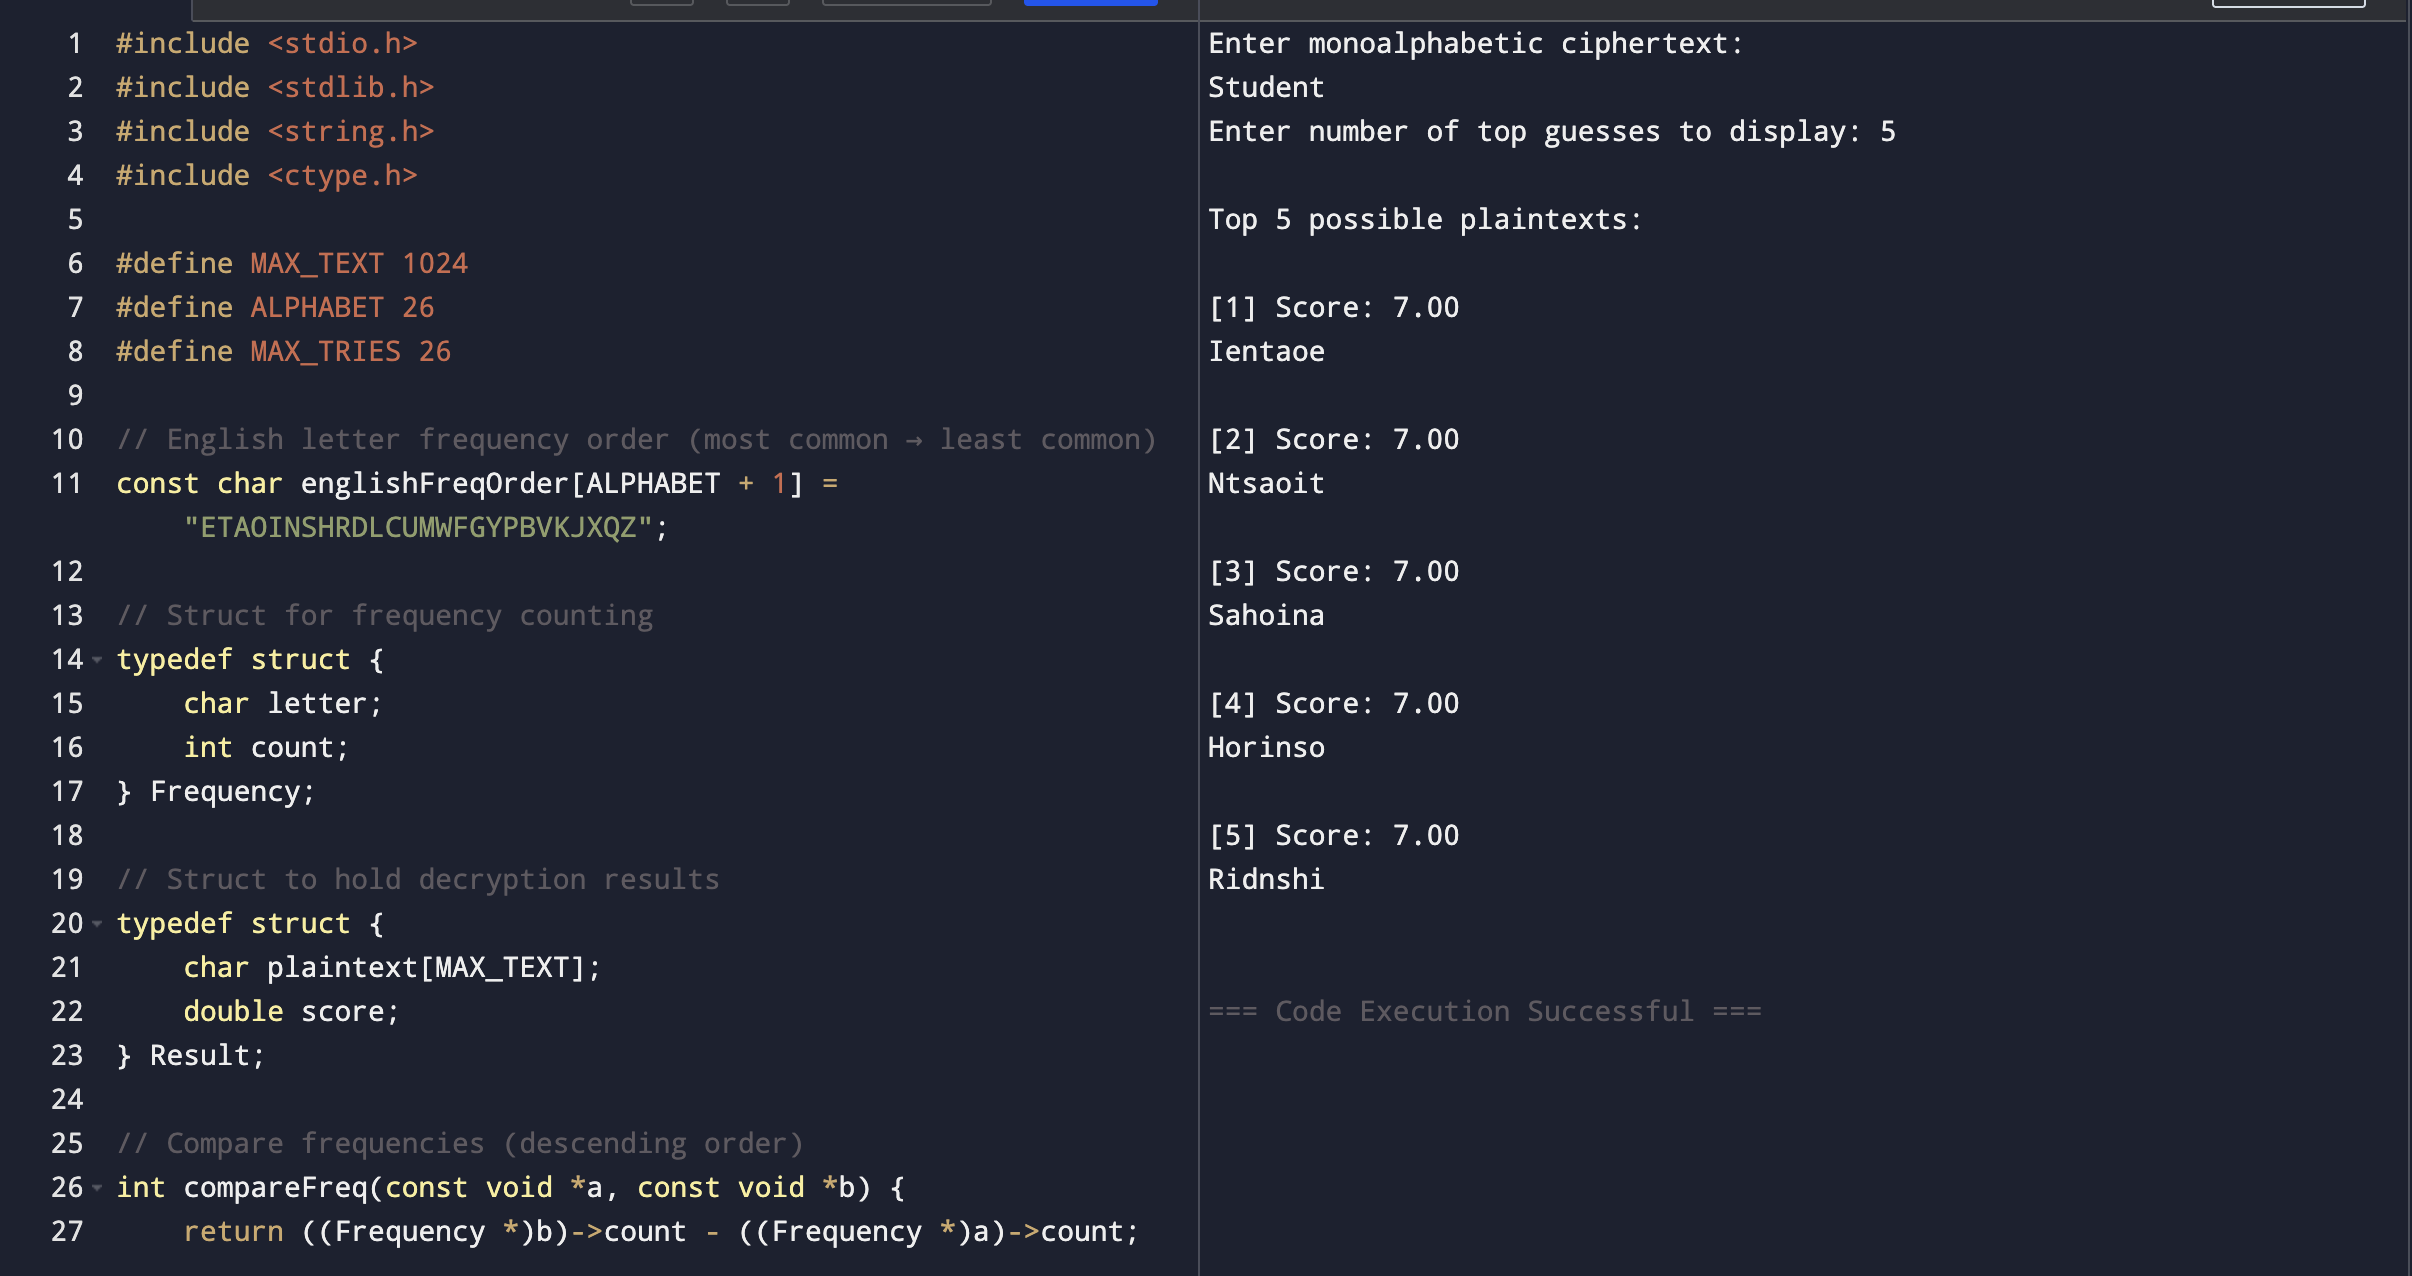 1 #include <stdio.h>
2 #include <stdlib.h>
3 #include <string.h>
4 #include <ctype.h>
5
6 #define MAX_TEXT 1024
7 #define ALPHABET 26
8 #define MAX_TRIES 26
9
10 // English letter frequency order (most common → least common)
11 const char englishFreqOrder[ALPHABET + 1] =
"ETAOINSHRDLCUMWFGYPBVKJXQZ";
12
13 // Struct for frequency counting
14 typedef struct {
15     char letter;
16     int count;
17 } Frequency;
18
19 // Struct to hold decryption results
20 typedef struct {
21     char plaintext[MAX_TEXT];
22     double score;
23 } Result;
24
25 // Compare frequencies (descending order)
26 int compareFreq(const void *a, const void *b) {
27     return ((Frequency *)b)->count - ((Frequency *)a)->count;
Enter monoalphabetic ciphertext:
Student
Enter number of top guesses to display: 5
Top 5 possible plaintexts:
[1] Score: 7.00
Ientaoe
[2] Score: 7.00
Ntsaoit
[3] Score: 7.00
Sahoina
[4] Score: 7.00
Horinso
[5] Score: 7.00
Ridnshi
=== Code Execution Successful ===